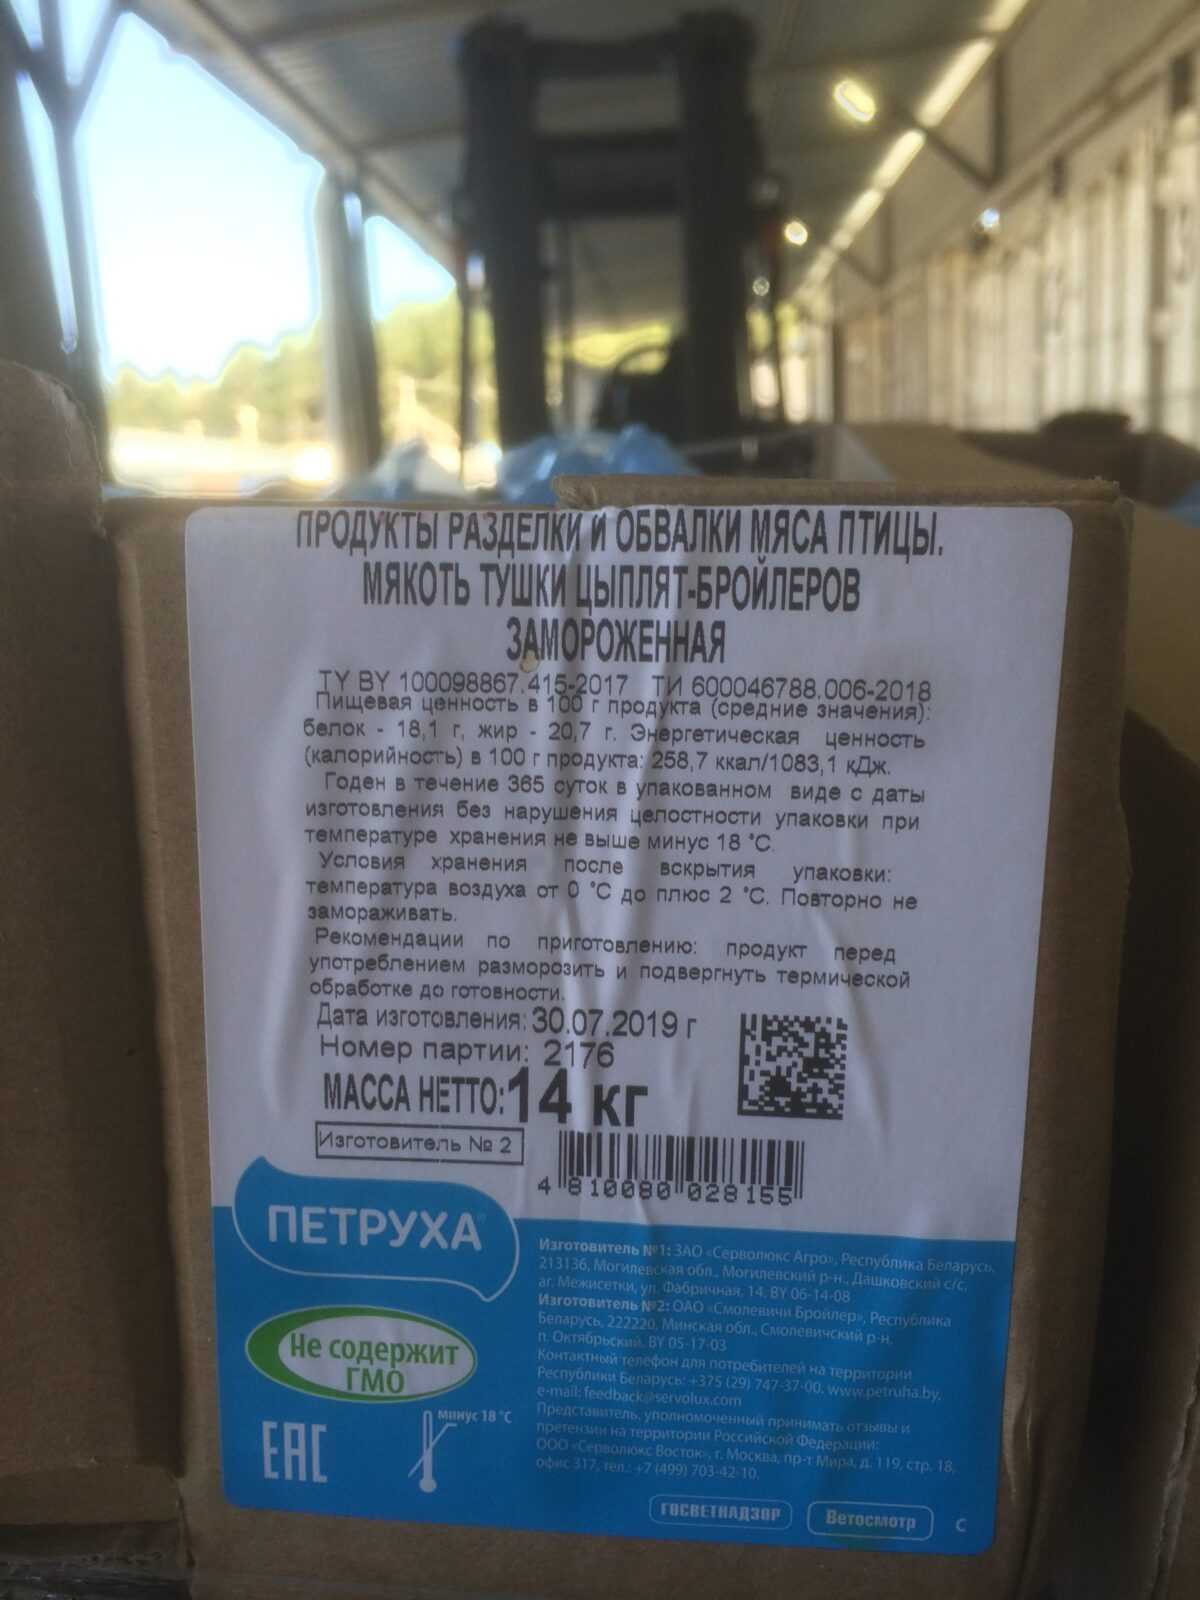 ПРОДУКТЫ РАЗДЕЛКИ И ОБВАЛКИ МЯСА ПТИЦЫ.
МЯКОТЬ ТУШКИ ЦЫПЛЯТ-БРОЙЛЕРОВ
ЗАМОРОЖЕННАЯ
ТУ BY 100098867.415-2017 ТИ 600046788.006-2018
Пищевая ценность в 100 г продукта (средние значения):
белок - 18,1 г, жир - 20,7 г. Энергетическая ценность
(калорийность) в 100 г продукта: 258,7 ккал/1083,1 кДж.
Годен в течение 365 суток в упакованном виде с даты
изготовления без нарушения целостности упаковки при
температуре хранения не выше минус 18 °С.
Условия хранения после вскрытия упаковки:
температура воздуха от 0 °С до плюс 2 °С. Повторно не
замораживать.
Рекомендации по приготовлению: продукт перед
употреблением разморозить и подвергнуть термической
обработке до готовности.
Дата изготовления: 30.07.2019 г
Номер партии: 2176
МАССА НЕТТО: 14 кг
Изготовитель № 2
4 810080 028155
ПЕТРУХА
Изготовитель №1: ЗАО «Серволюкс Агро», Республика Беларусь,
213136, Могилевская обл., Могилевский р-н., Дашковский с/с,
аг. Межисетки, ул. Фабричная, 14. BY 06-14-08
Изготовитель №2: ОАО «Смолевичи Бройлер», Республика
Беларусь, 222220, Минская обл., Смолевичский р-н,
п. Октябрьский. BY 05-17-03
Контактный телефон для потребителей на территории
Республики Беларусь: +375 (29) 747-37-00. www.petruha.by,
e-mail: feedback@servolux.com
Представитель, уполномоченный принимать отзывы и
претензии на территории Российской Федерации:
ООО «Серволюкс Восток», г. Москва, пр-т Мира, д. 119, стр. 18,
офис 317, тел.: +7 (499) 703-42-10.
Не содержит
ГМО
минус 18 °С
ЕАС
ГОСВЕТНАДЗОР
Ветосмотр
С